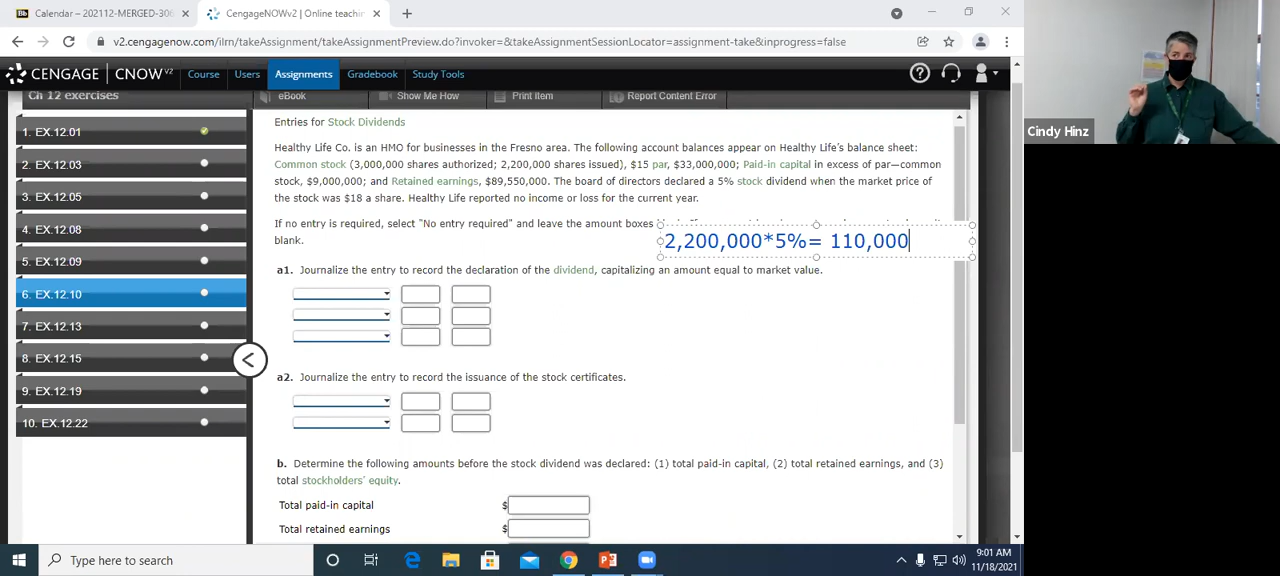 Calendar – 202112-MERGED-306
CengageNOWv2 | Online teachin
v2.cengagenow.com/ilrn/takeAssignment/takeAssignmentPreview.do?invoker=&takeAssignmentSessionLocator=assignment-take&inprogress=false
CENGAGE CNOWv2 Course Users Assignments Gradebook Study Tools
Ch 12 exercises
eBook Show Me How Print Item Report Content Error
1. EX.12.01
2. EX.12.03
3. EX.12.05
4. EX.12.08
5. EX.12.09
6. EX.12.10
7. EX.12.13
8. EX.12.15
9. EX.12.19
10. EX.12.22
Entries for Stock Dividends
Healthy Life Co. is an HMO for businesses in the Fresno area. The following account balances appear on Healthy Life's balance sheet:
Common stock (3,000,000 shares authorized; 2,200,000 shares issued), $15 par, $33,000,000; Paid-in capital in excess of par—common
stock, $9,000,000; and Retained earnings, $89,550,000. The board of directors declared a 5% stock dividend when the market price of
the stock was $18 a share. Healthy Life reported no income or loss for the current year.
If no entry is required, select "No entry required" and leave the amount boxes
blank.
2,200,000*5%= 110,000
a1. Journalize the entry to record the declaration of the dividend, capitalizing an amount equal to market value.
a2. Journalize the entry to record the issuance of the stock certificates.
b. Determine the following amounts before the stock dividend was declared: (1) total paid-in capital, (2) total retained earnings, and (3)
total stockholders' equity.
Total paid-in capital $
Total retained earnings $
Cindy Hinz
Type here to search
9:01 AM
11/18/2021